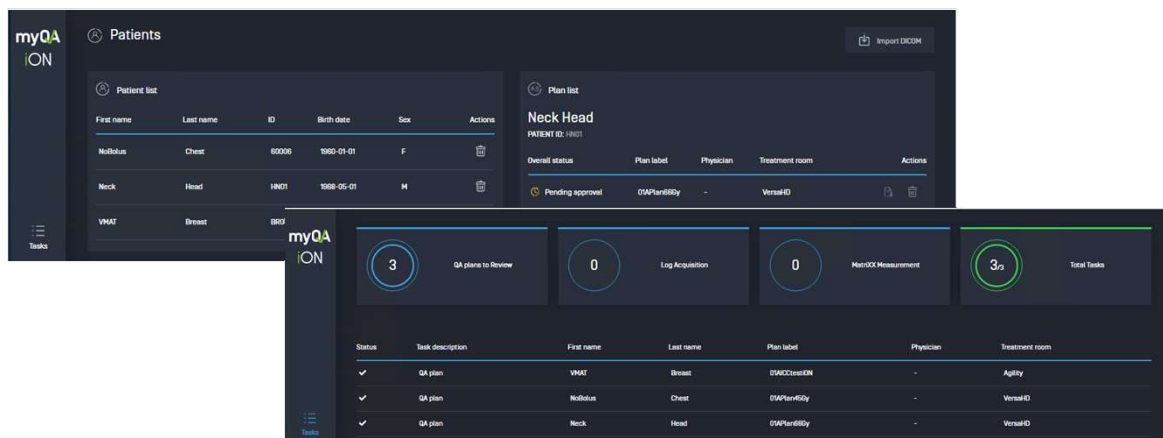 myQA
iON
Patients
Import DICOM
Patient list
First name Last name ID Birth date Sex Actions
NoBolus Chest 60006 1960-01-01 F
Neck Head HN01 1968-05-01 M
VMAT Breast
Tasks
Plan list
Neck Head
PATIENT ID: HN01
Overall status Plan label Physician Treatment room Actions
Pending approval 01APlan66Gy - VersaHD
myQA
iON
3 QA plans to Review
0 Log Acquisition
0 MatriXX Measurement
3/3 Total Tasks
Status Task description First name Last name Plan label Physician Treatment room
QA plan VMAT Breast 01AICCtestiON - Agility
QA plan NoBolus Chest 01APlan45Gy - VersaHD
QA plan Neck Head 01APlan66Gy - VersaHD
Tasks